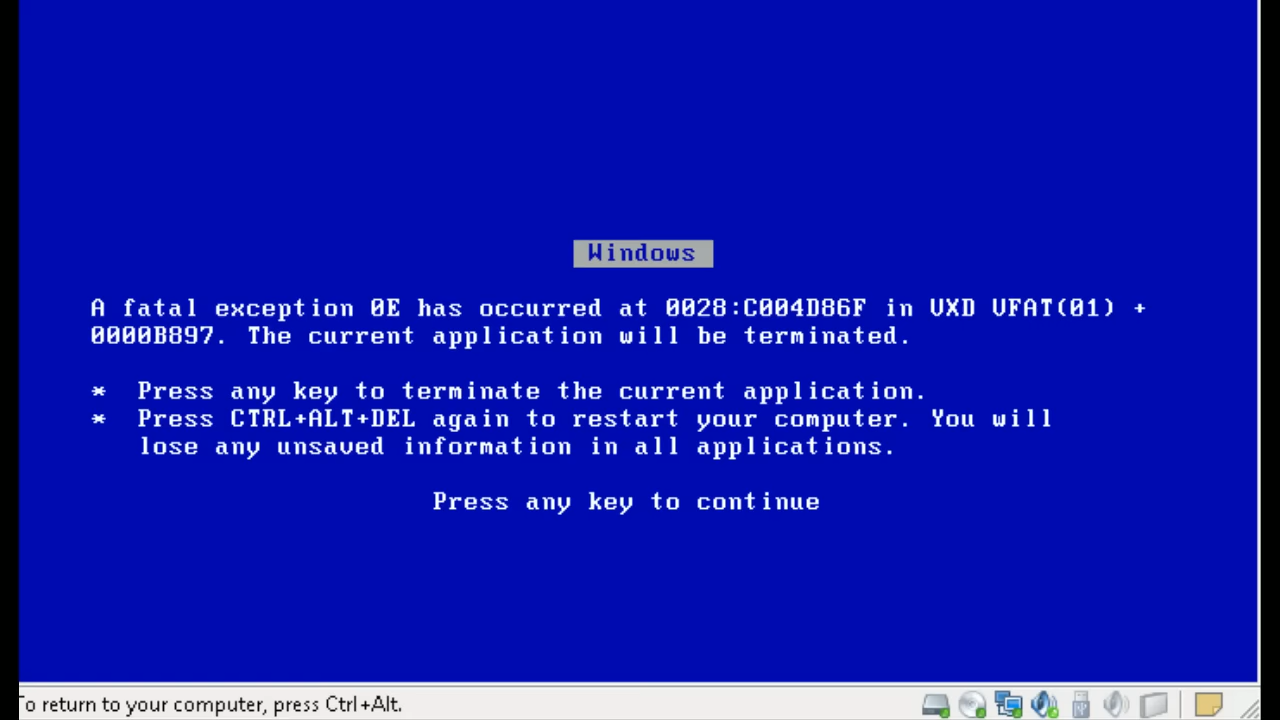 Windows
A fatal exception 0E has occurred at 0028:C004D86F in VXD VFAT(01) +
0000B897. The current application will be terminated.
* Press any key to terminate the current application.
* Press CTRL+ALT+DEL again to restart your computer. You will
lose any unsaved information in all applications.
Press any key to continue
To return to your computer, press Ctrl+Alt.